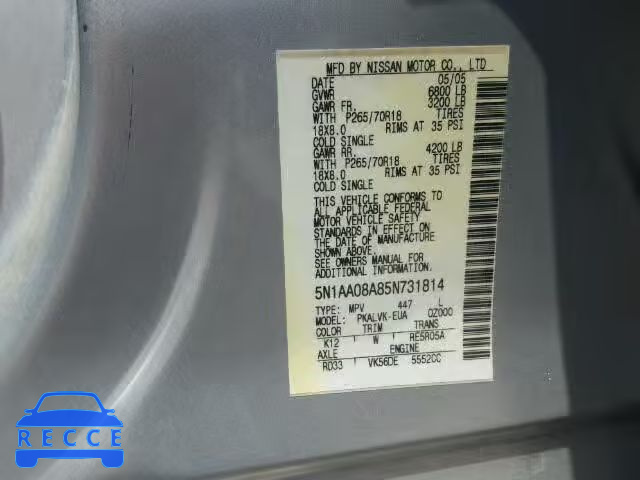 MFD BY NISSAN MOTOR CO., LTD
DATE 05/05
GVWR 6800 LB
GAWR FR. 3200 LB
WITH P265/70R18 TIRES
18X8.0 RIMS AT 35 PSI
COLD SINGLE
GAWR RR. 4200 LB
WITH P265/70R18 TIRES
18X8.0 RIMS AT 35 PSI
COLD SINGLE
THIS VEHICLE CONFORMS TO
ALL APPLICABLE FEDERAL
MOTOR VEHICLE SAFETY
STANDARDS IN EFFECT ON
THE DATE OF MANUFACTURE
SHOWN ABOVE.
SEE OWNERS MANUAL FOR
ADDITIONAL INFORMATION.
5N1AA08A85N731814
TYPE: MPV 447 L
MODEL: PKALVK-EUA 0Z000
COLOR TRIM TRANS
K12 W RE5R05A
AXLE ENGINE
RD33 VK56DE 5552CC
RECCE